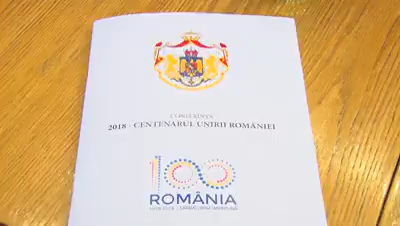 CONFERINȚA
2018 - CENTENARUL UNIRII ROMÂNIEI
100
ROMÂNIA